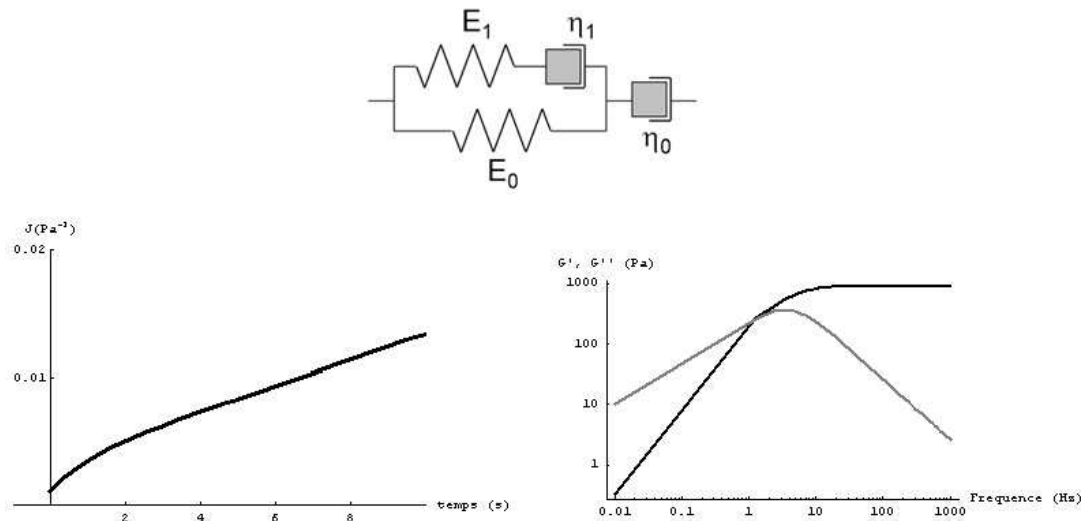 E₁ η₁
η₀
E₀
J(Pa⁻¹)
0.02
0.01
2 4 6 8
temps (s)
G', G'' (Pa)
1000
100
10
1
0.01 0.1 1 10 100 1000
Frequence (Hz)